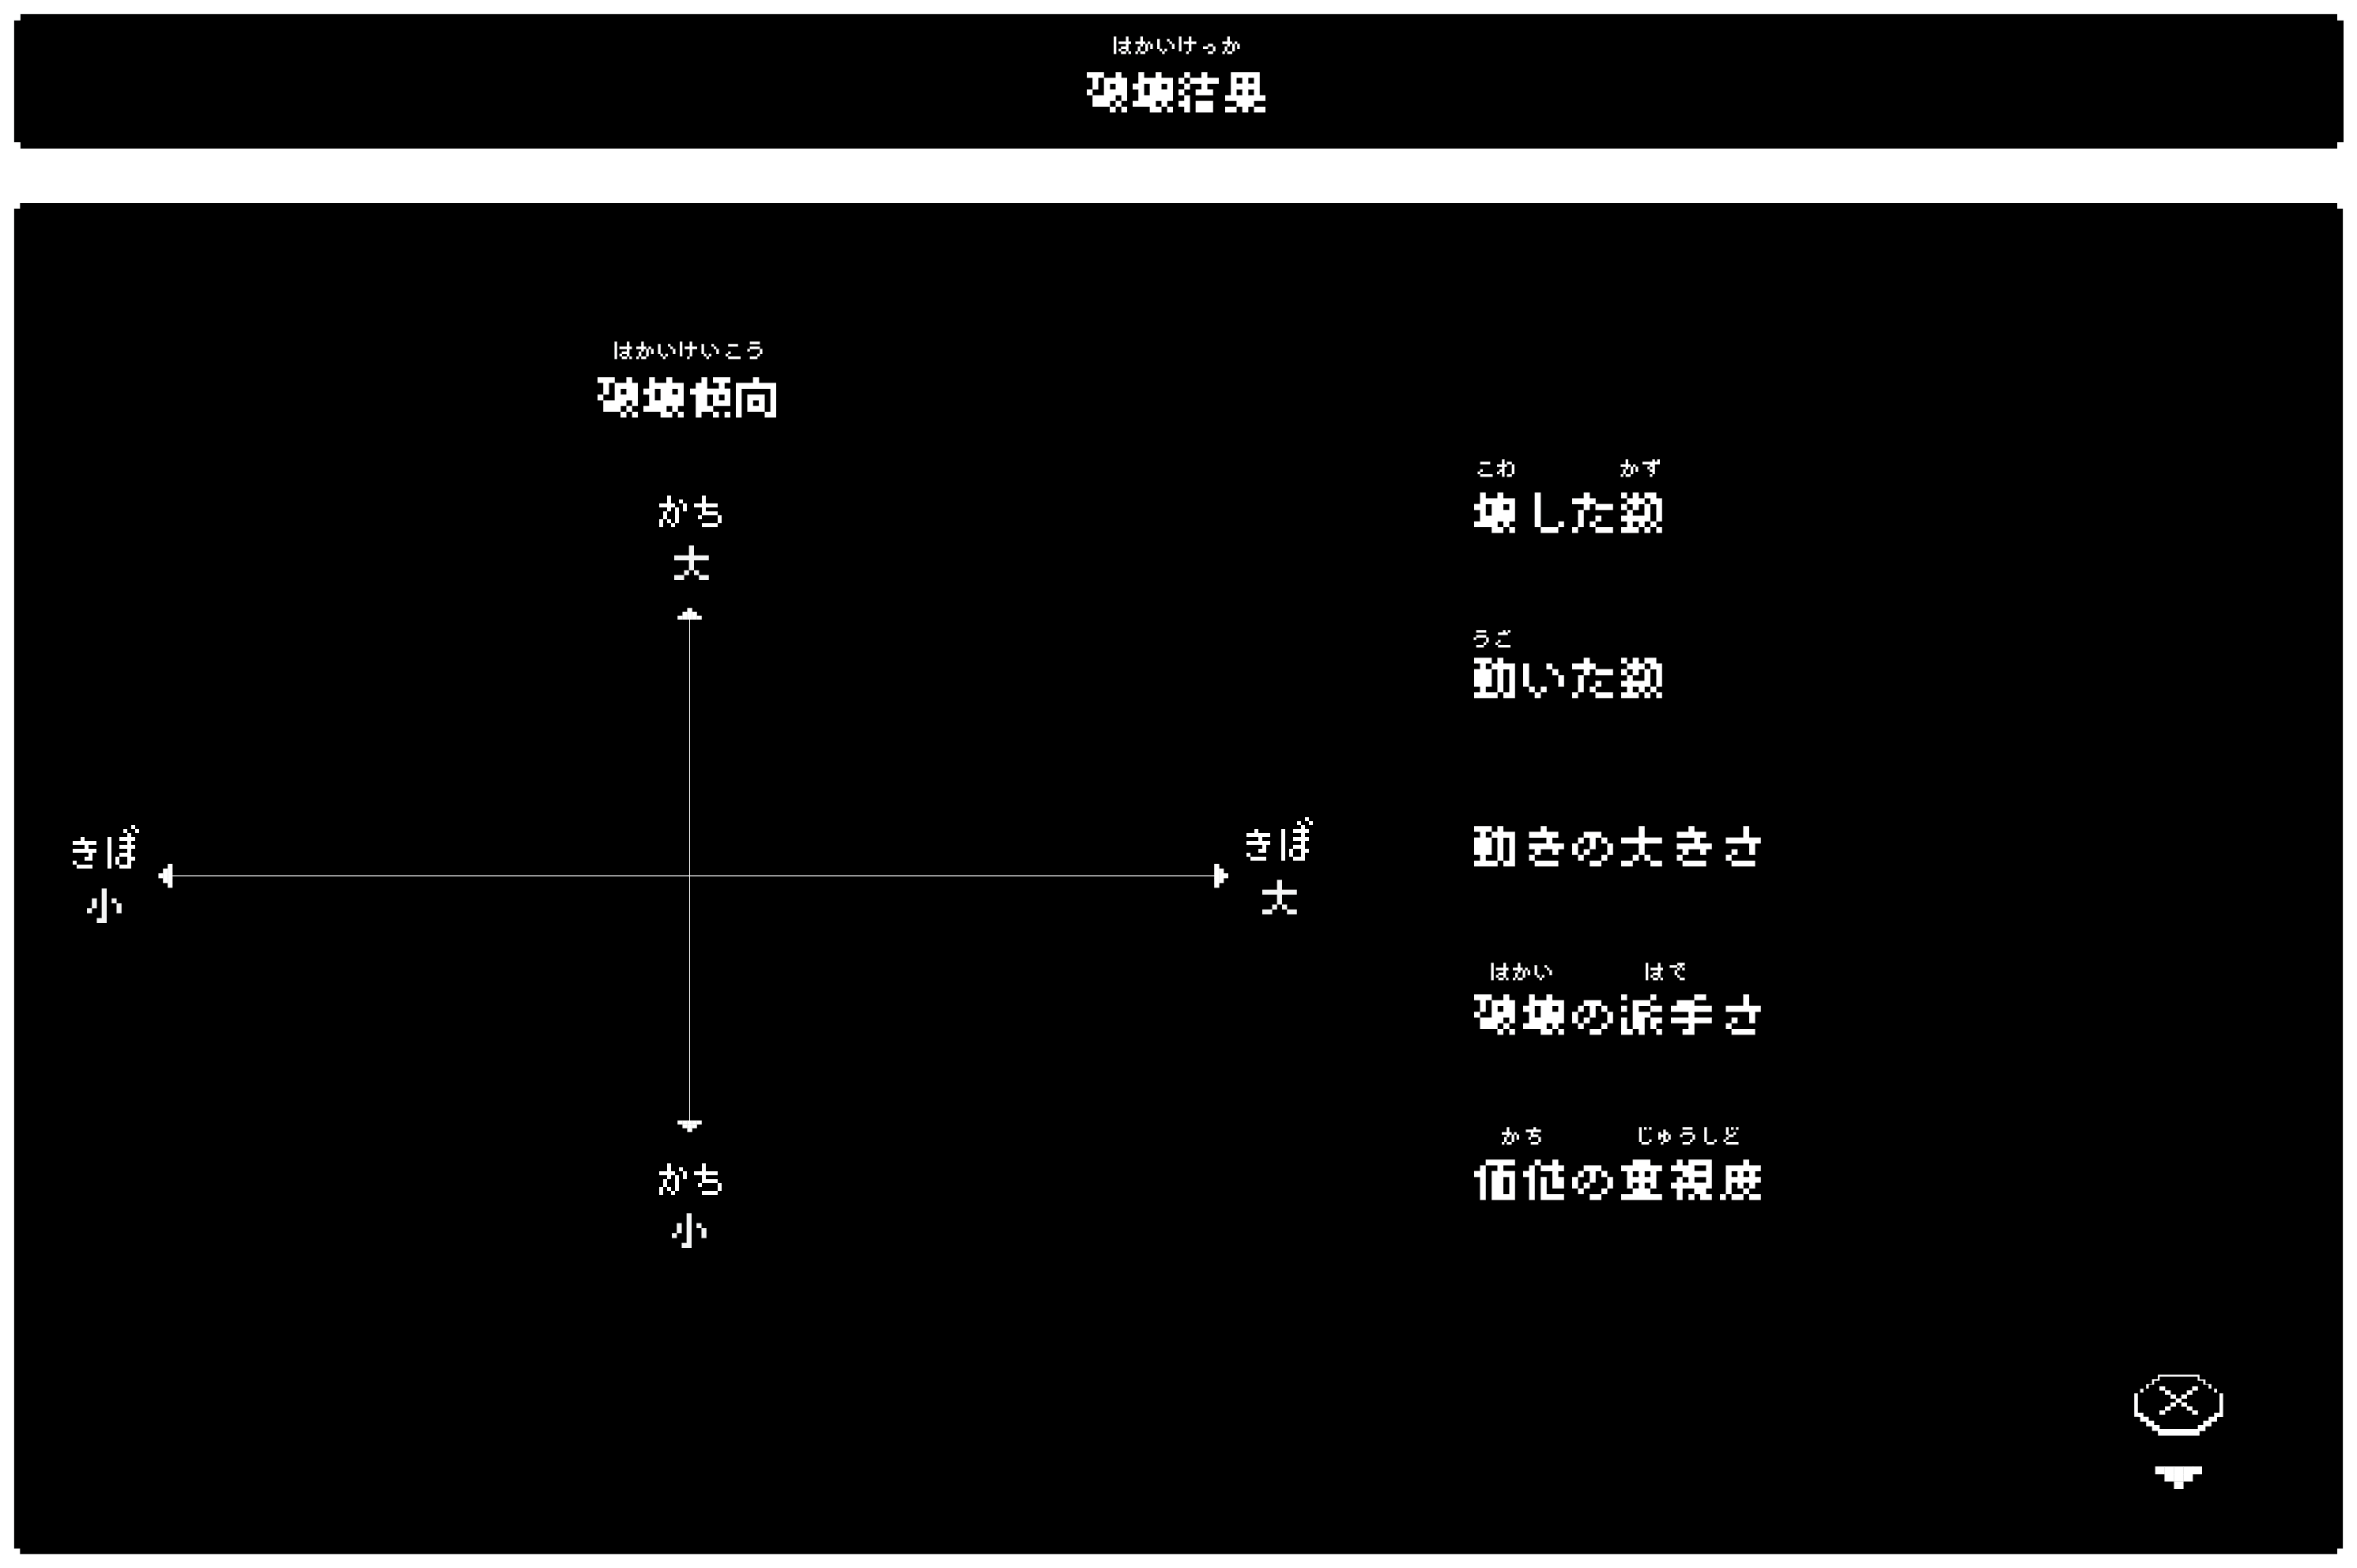 はかいけっか
破壊結果
はかいけいこう
破壊傾向
かち
大
きぼ
小
きぼ
大
かち
小
こわ かず
壊した数
うご
動いた数
動きの大きさ
はかい はで
破壊の派手さ
かち じゅうしど
価値の重視度